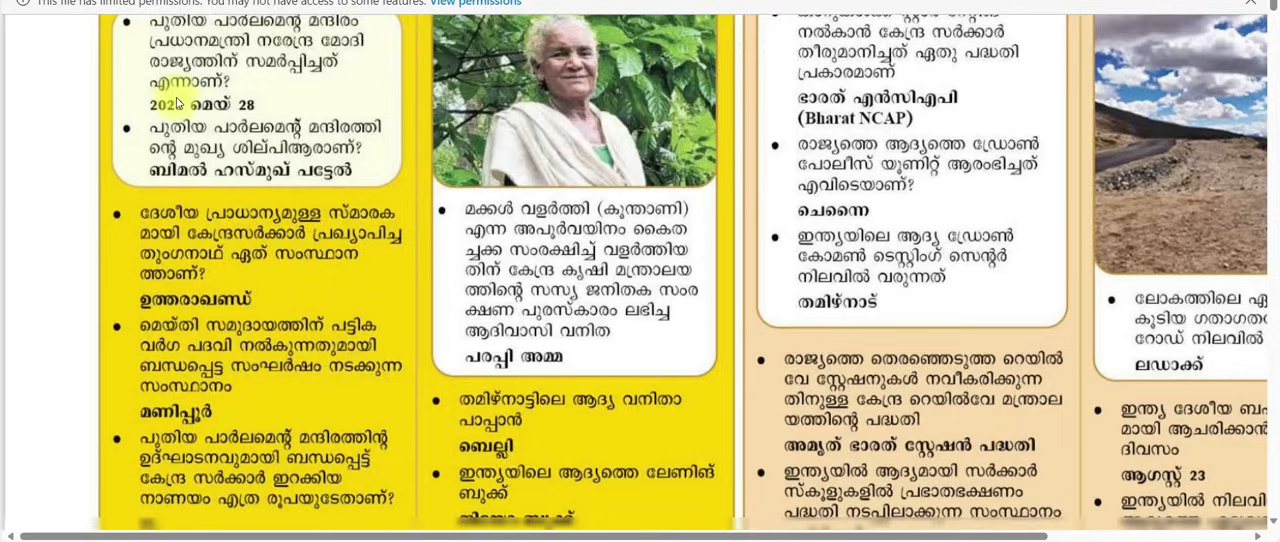 This file has limited permissions. You may not have access to some features. View permissions
പുതിയ പാർലമെന്റ് മന്ദിരം
പ്രധാനമന്ത്രി നരേന്ദ്ര മോദി
രാജ്യത്തിന് സമർപ്പിച്ചത്
എന്നാണ്?
മെയ് 28
പുതിയ പാർലമെന്റ് മന്ദിരത്തി
ന്റെ മുഖ്യ ശില്പിആരാണ്?
ബിമൽ ഹസ്മുഖ് പട്ടേൽ
ദേശീയ പ്രാധാന്യമുള്ള സ്മാരക
മായി കേന്ദ്രസർക്കാർ പ്രഖ്യാപിച്ച
തുംഗനാഥ് ഏത് സംസ്ഥാന
ത്താണ്?
ഉത്തരാഖണ്ഡ്
മെയ്തി സമുദായത്തിന് പട്ടിക
വർഗ പദവി നൽകുന്നതുമായി
ബന്ധപ്പെട്ട സംഘർഷം നടക്കുന്ന
സംസ്ഥാനം
മണിപ്പൂർ
പുതിയ പാർലമെന്റ് മന്ദിരത്തിന്റ
ഉദ്ഘാടനവുമായി ബന്ധപ്പെട്ട്
കേന്ദ്ര സർക്കാർ ഇറക്കിയ
നാണയം എത്ര രൂപയുടേതാണ്?
മക്കൾ വളർത്തി (കൂന്താണി)
എന്ന അപൂർവയിനം കൈത
ച്ചക്ക സംരക്ഷിച്ച് വളർത്തിയ
തിന് കേന്ദ്ര കൃഷി മന്ത്രാലയ
ത്തിന്റെ സസ്യ ജനിതക സംര
ക്ഷണ പുരസ്കാരം ലഭിച്ച
ആദിവാസി വനിത
പരപ്പി അമ്മ
തമിഴ്നാട്ടിലെ ആദ്യ വനിതാ
പാപ്പാൻ
ബെല്ലി
ഇന്ത്യയിലെ ആദ്യത്തെ ലേണിങ്
ബുക്ക്
നൽകാൻ കേന്ദ്ര സർക്കാർ
തീരുമാനിച്ചത് ഏതു പദ്ധതി
പ്രകാരമാണ്
ഭാരത് എൻസിഎപി
(Bharat NCAP)
രാജ്യത്തെ ആദ്യത്തെ ഡ്രോൺ
പോലീസ് യൂണിറ്റ് ആരംഭിച്ചത്
എവിടെയാണ്?
ചെന്നൈ
ഇന്ത്യയിലെ ആദ്യ ഡ്രോൺ
കോമൺ ടെസ്റ്റിംഗ് സെന്റർ
നിലവിൽ വരുന്നത്
തമിഴ്നാട്
രാജ്യത്തെ തെരഞ്ഞെടുത്ത റെയിൽ
വേ സ്റ്റേഷനുകൾ നവീകരിക്കുന്ന
തിനുള്ള കേന്ദ്ര റെയിൽവേ മന്ത്രാല
യത്തിന്റെ പദ്ധതി
അമൃത് ഭാരത് സ്റ്റേഷൻ പദ്ധതി
ഇന്ത്യയിൽ ആദ്യമായി സർക്കാർ
സ്കൂളുകളിൽ പ്രഭാതഭക്ഷണം
പദ്ധതി നടപ്പിലാക്കുന്ന സംസ്ഥാനം
ലോകത്തിലെ
കൂടിയ
റോഡ് നിലവിൽ
ലഡാക്ക്
ഇന്ത്യ ദേശീയ
മായി ആചരിക്കാൻ
ദിവസം
ആഗസ്റ്റ് 23
ഇന്ത്യയിൽ